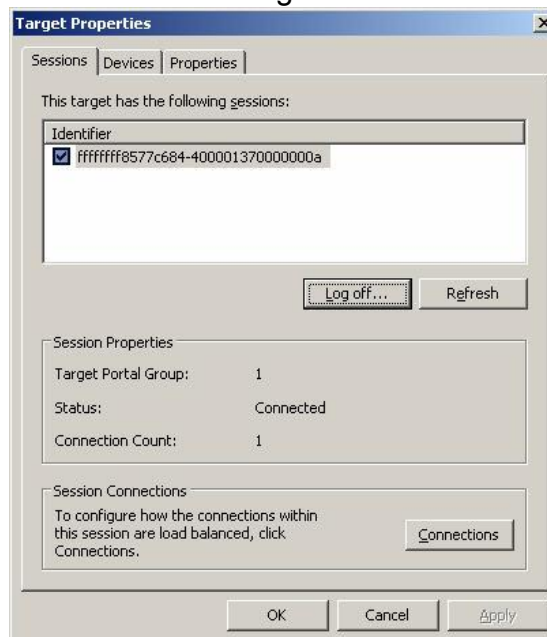 Target Properties
Sessions Devices Properties
This target has the following sessions:
Identifier
ffffffff8577c684-400001370000000a
Log off... Refresh
Session Properties
Target Portal Group: 1
Status: Connected
Connection Count: 1
Session Connections
To configure how the connections within
this session are load balanced, click
Connections.
Connections
OK Cancel Apply